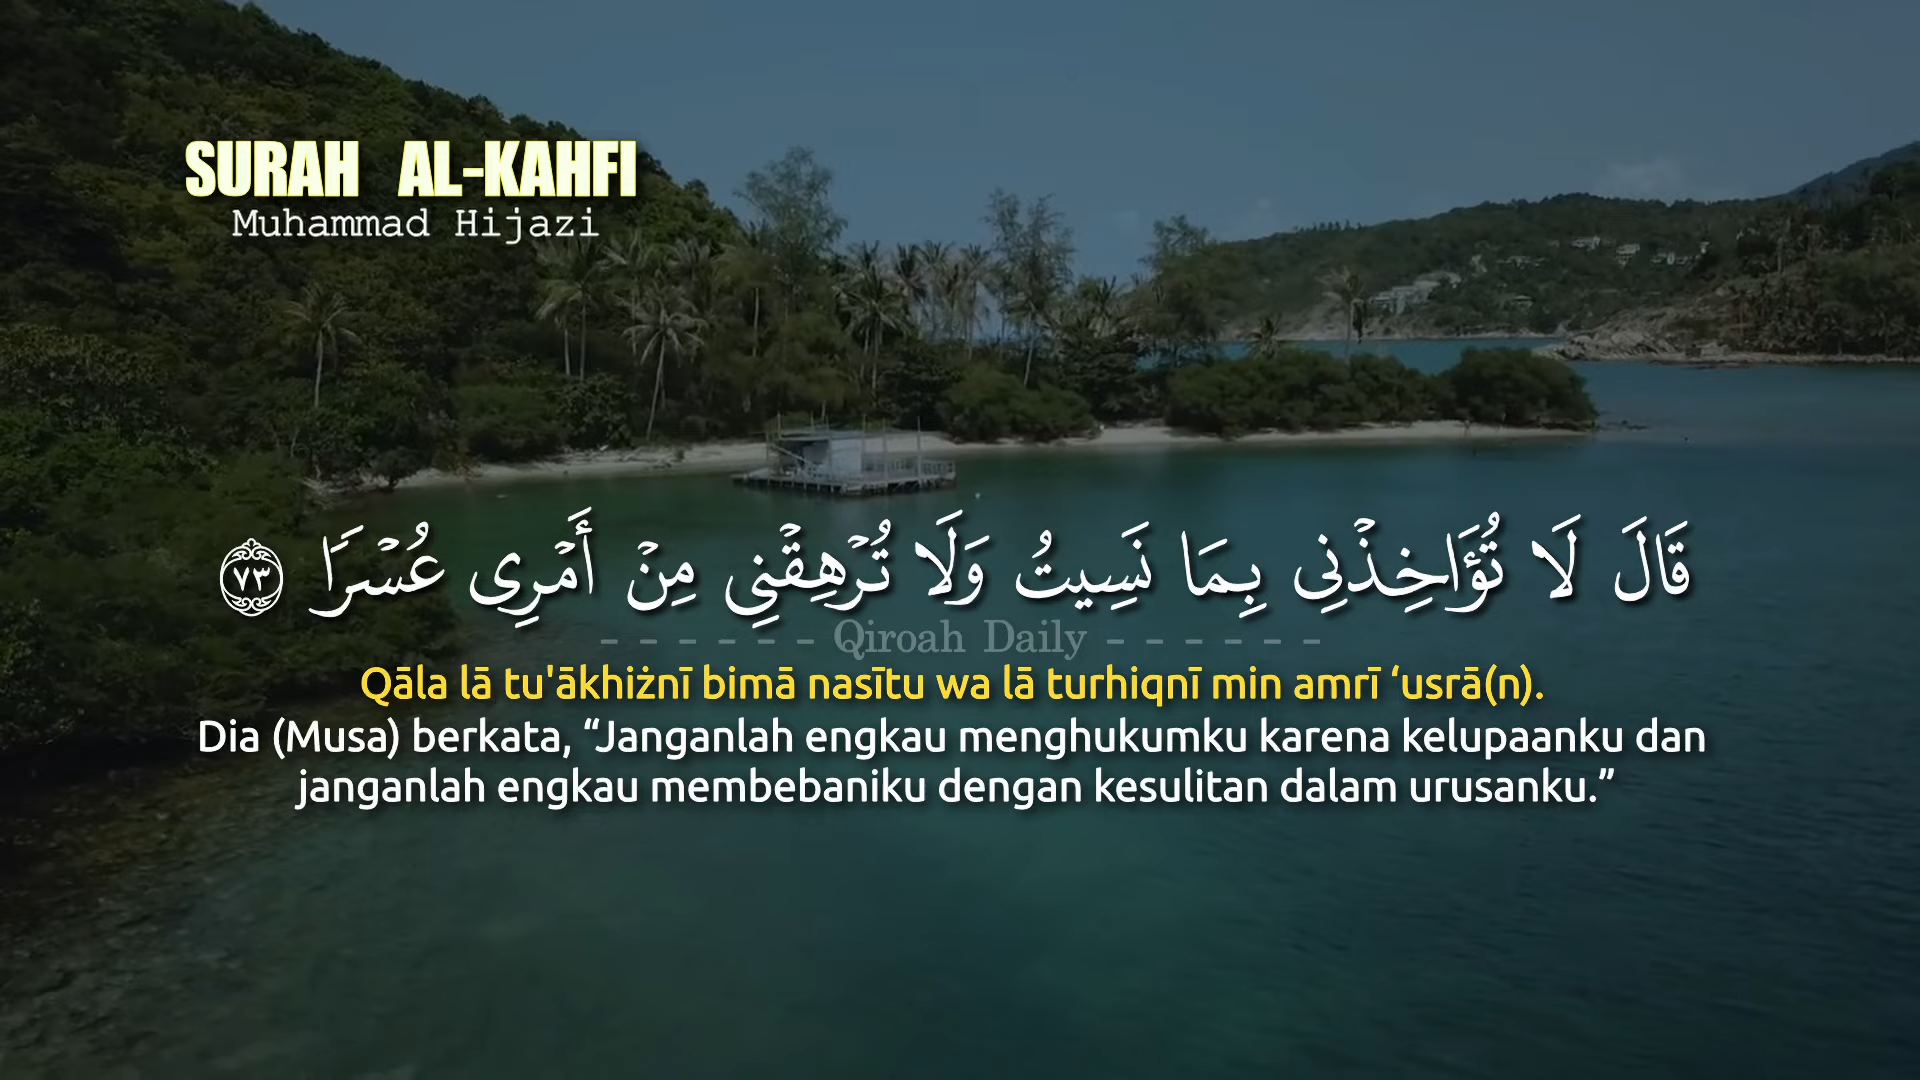 SURAH AL-KAHFI
Muhammad Hijazi
قَالَ لَا تُؤَاخِذْنِى بِمَا نَسِيتُ وَلَا تُرْهِقْنِى مِنْ أَمْرِى عُسْرًا ٧٣
- - - - - - Qiroah Daily - - - - - -
Qāla lā tu'ākhiżnī bimā nasītu wa lā turhiqnī min amrī ‘usrā(n).
Dia (Musa) berkata, “Janganlah engkau menghukumku karena kelupaanku dan
janganlah engkau membebaniku dengan kesulitan dalam urusanku.”